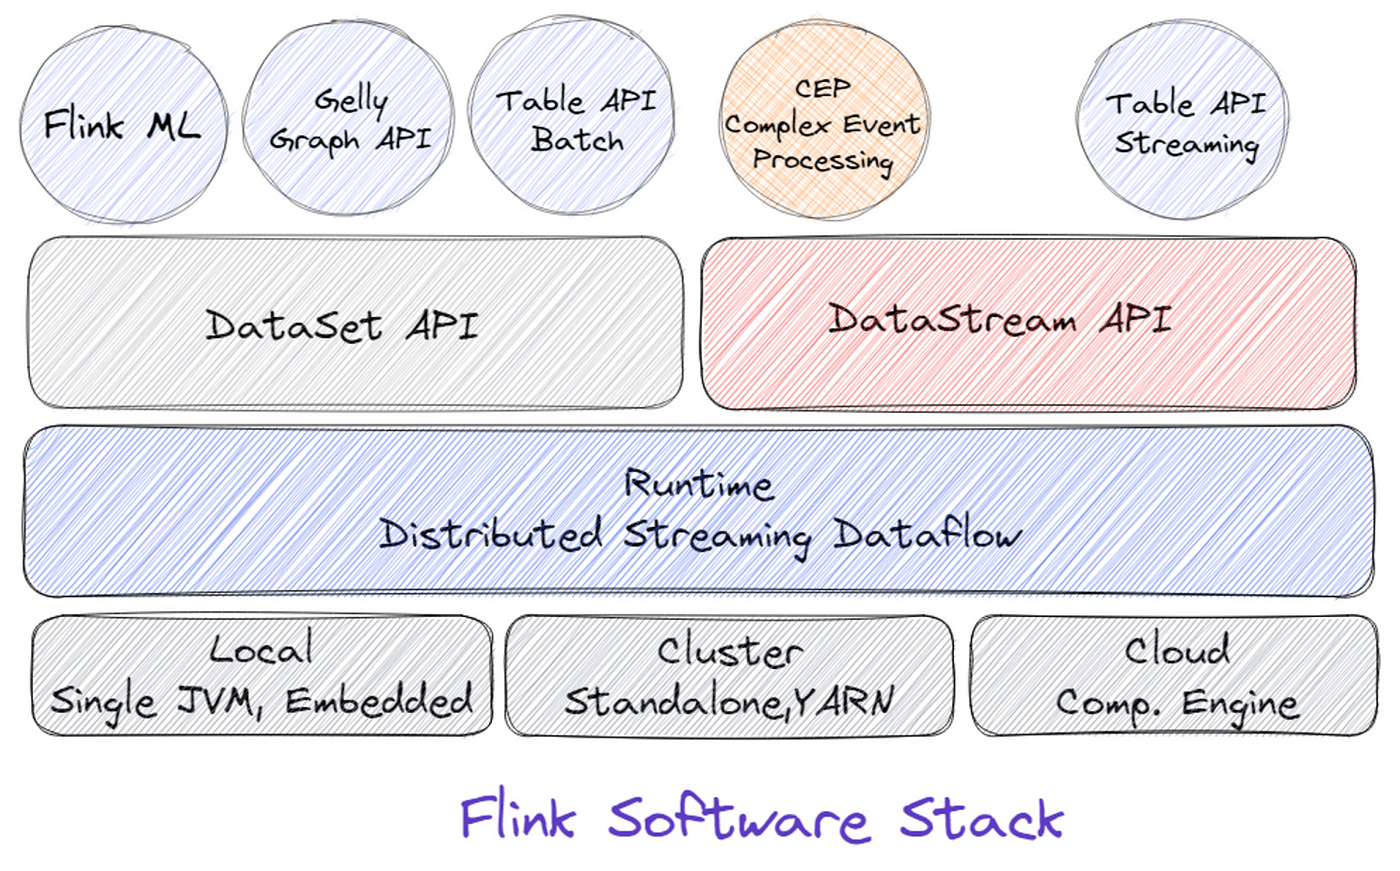 Flink ML
Gelly
Graph API
Table API
Batch
CEP
Complex Event
Processing
Table API
Streaming
DataSet API
DataStream API
Runtime
Distributed Streaming Dataflow
Local
Single JVM, Embedded
Cluster
Standalone,YARN
Cloud
Comp. Engine
Flink Software Stack